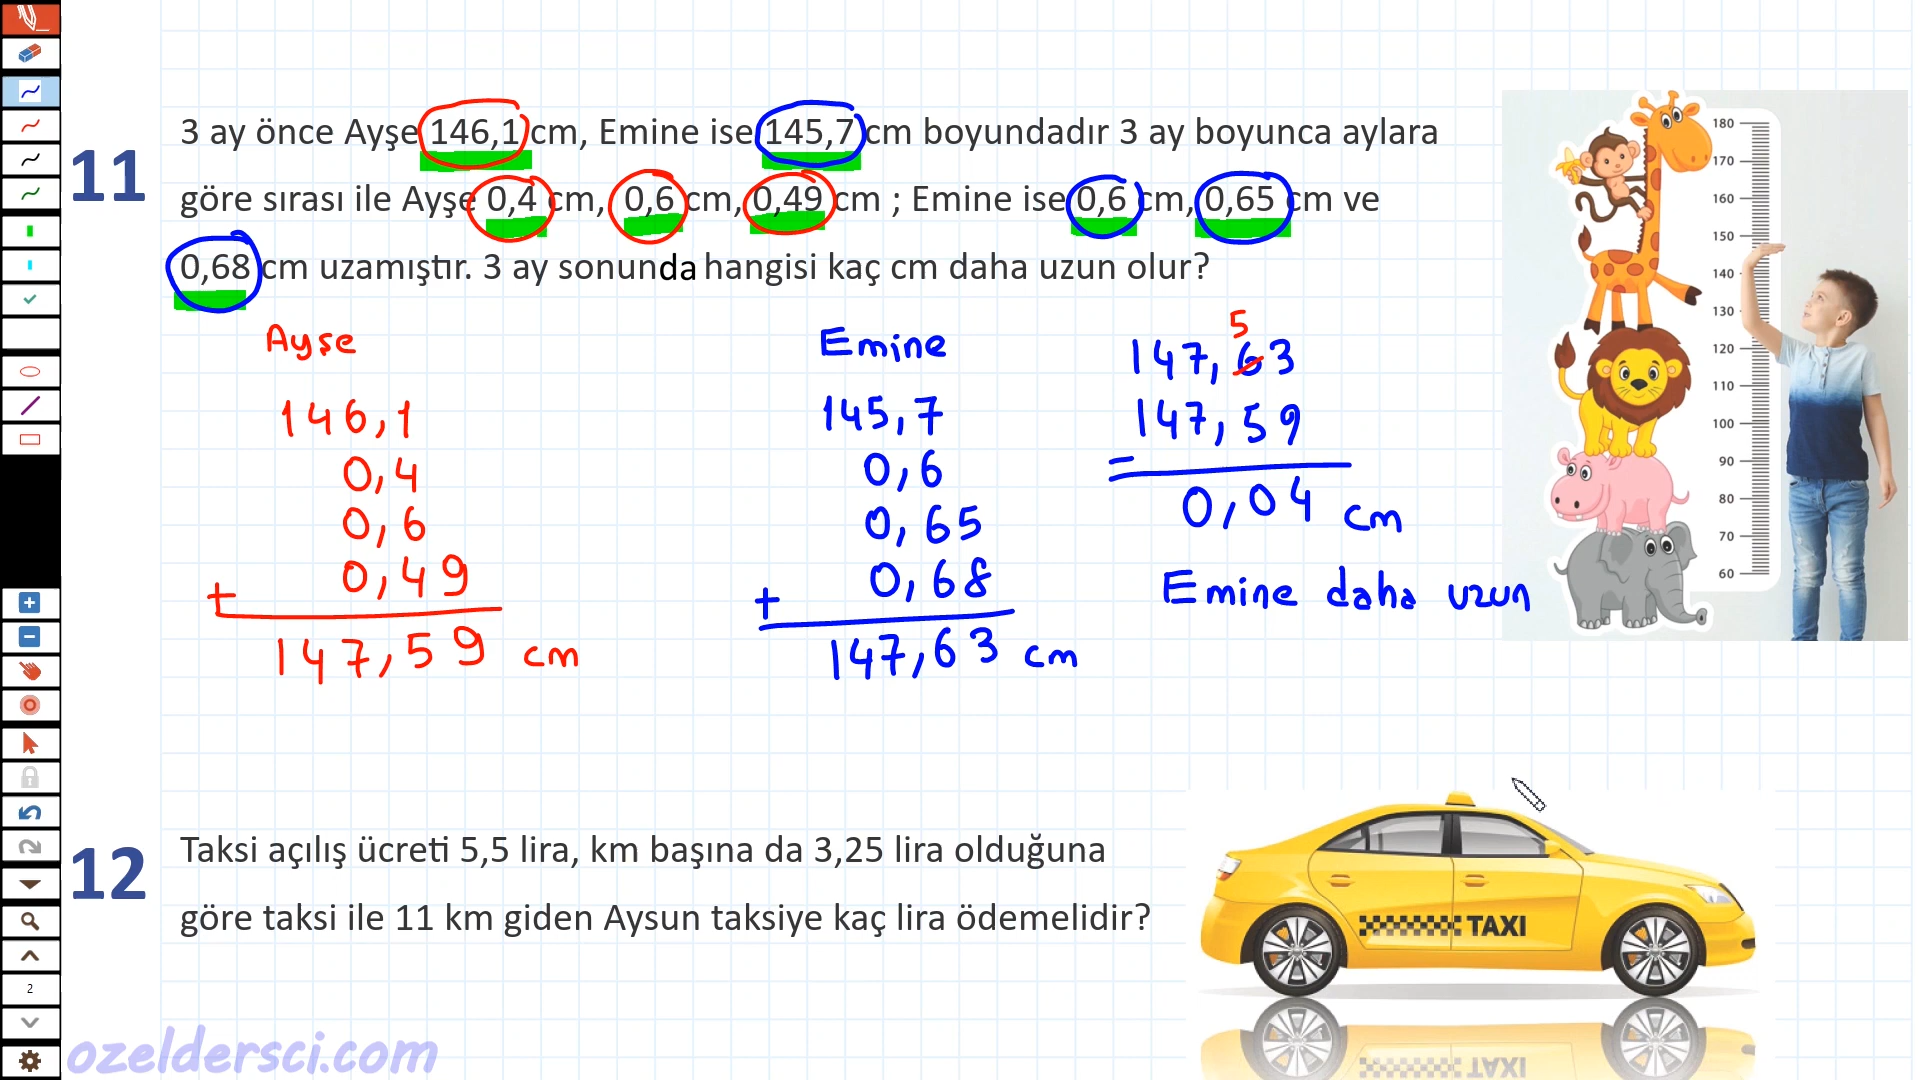 11
3 ay önce Ayşe 146,1 cm, Emine ise 145,7 cm boyundadır 3 ay boyunca aylara
göre sırası ile Ayşe 0,4 cm, 0,6 cm, 0,49 cm ; Emine ise 0,6 cm, 0,65 cm ve
0,68 cm uzamıştır. 3 ay sonunda hangisi kaç cm daha uzun olur?
Ayşe
146,1
0,4
0,6
0,49
+
147,59 cm
Emine
145,7
0,6
0,65
0,68
+
147,63 cm
5
147,63
147,59
-
0,04 cm
Emine daha uzun
180
170
160
150
140
130
120
110
100
90
80
70
60
12
Taksi açılış ücreti 5,5 lira, km başına da 3,25 lira olduğuna
göre taksi ile 11 km giden Aysun taksiye kaç lira ödemelidir?
TAXI
2
ozeldersci.com